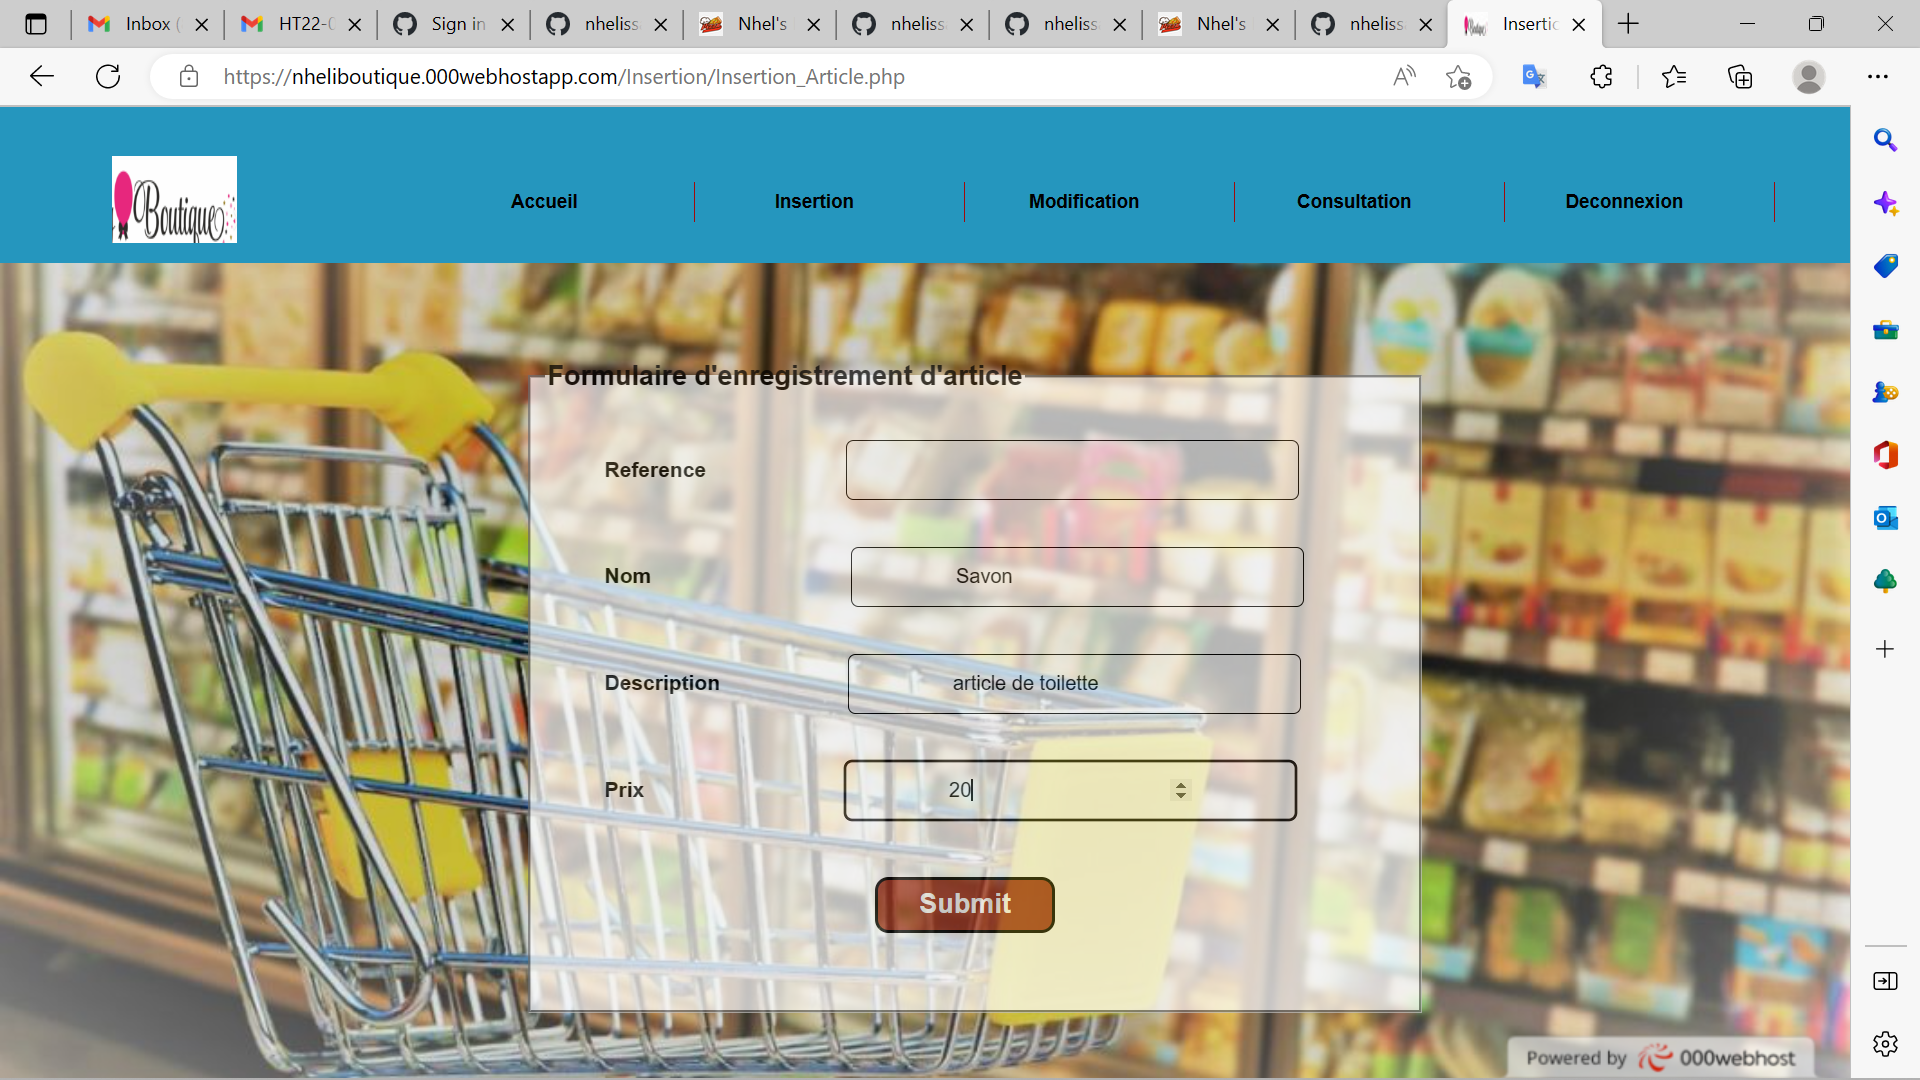 Inbox (
HT22-
Sign in
nheliss
Nhel's
nheliss
nheliss
Nhel's
nheliss
Insertic
https://nheliboutique.000webhostapp.com/Insertion/Insertion_Article.php
Boutique
Accueil
Insertion
Modification
Consultation
Deconnexion
Formulaire d'enregistrement d'article
Reference
Nom
Savon
Description
article de toilette
Prix
20
Submit
Powered by 000webhost